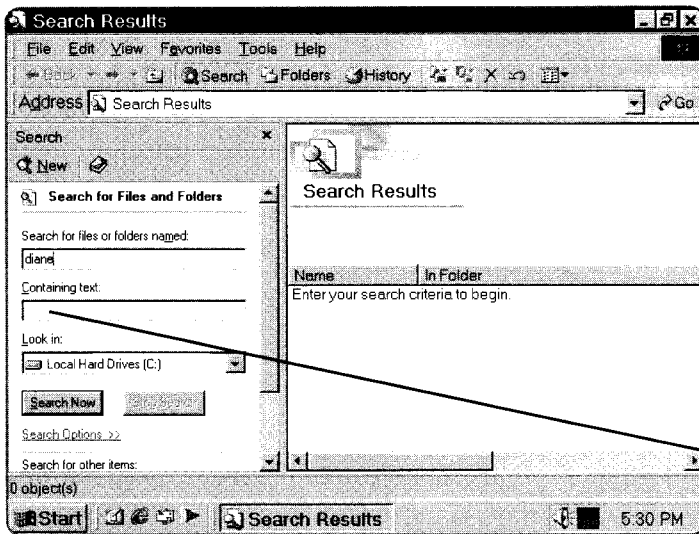 Search Results
File Edit View Favorites Tools Help
Back Search Folders History
Address Search Results Go
Search
New
Search for Files and Folders
Search for files or folders named:
diane
Containing text:
Look in:
Local Hard Drives (C:)
Search Now Stop Search
Search Options >>
Search for other items:
Search Results
Name In Folder
Enter your search criteria to begin.
0 object(s)
Start Search Results 5:30 PM